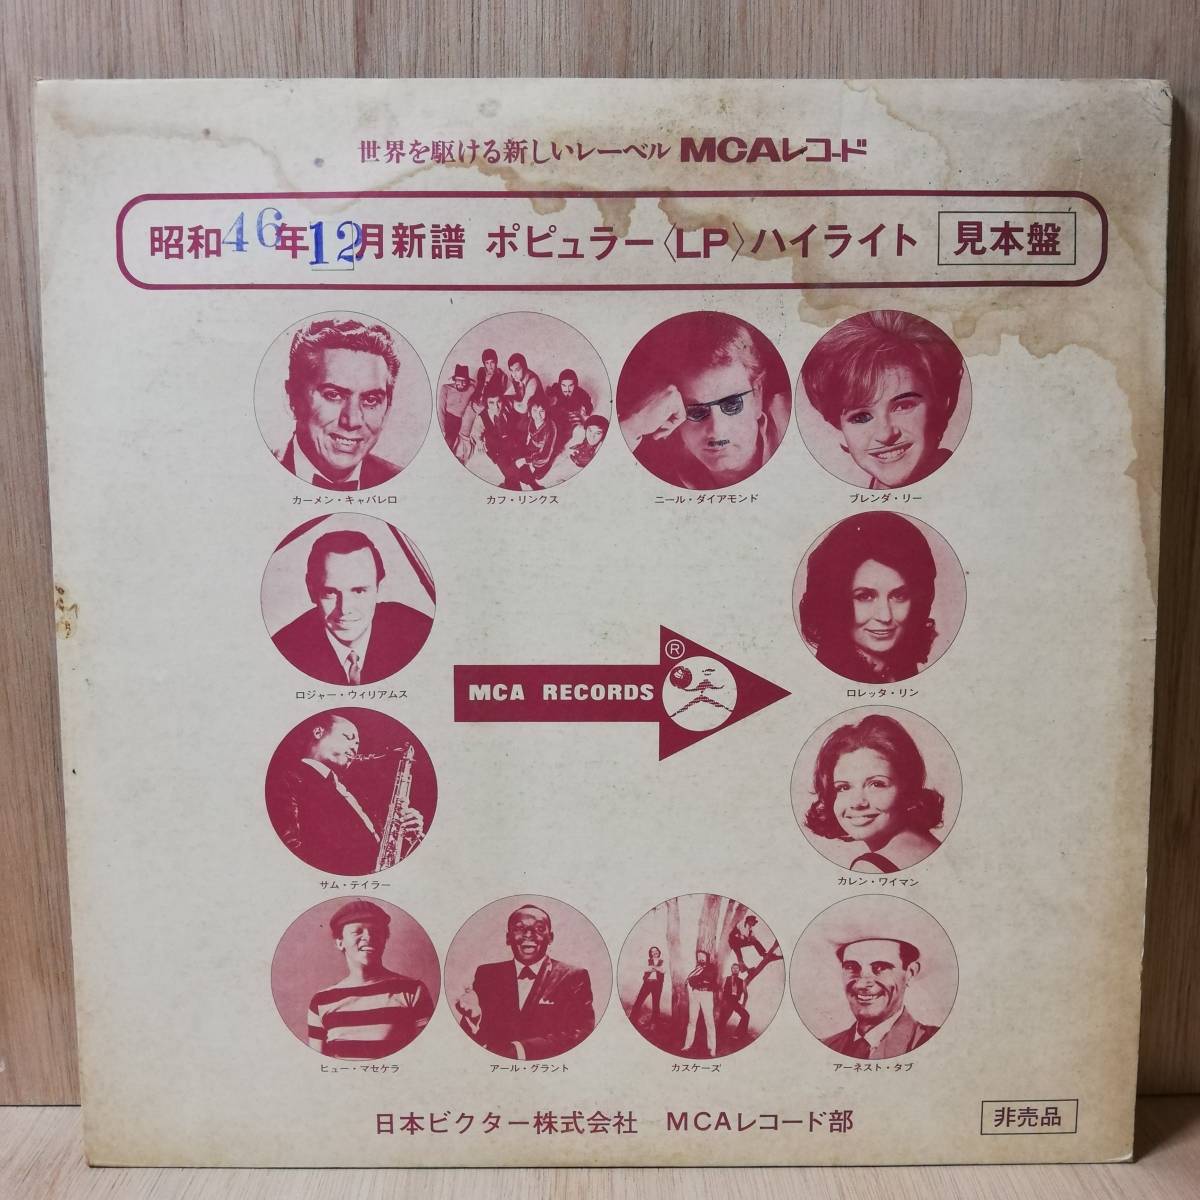 世界を駆ける新しいレーベル MCAレコード
昭和46年12月新譜 ポピュラー〈LP〉ハイライト 見本盤
カーメン・キャバレロ
カフ・リンクス
ニール・ダイアモンド
ブレンダ・リー
ロジャー・ウィリアムス
ロレッタ・リン
®
MCA RECORDS
サム・テイラー
カレン・ワイマン
ヒュー・マセケラ
アール・グラント
カスケーズ
アーネスト・タブ
日本ビクター株式会社 MCAレコード部
非売品